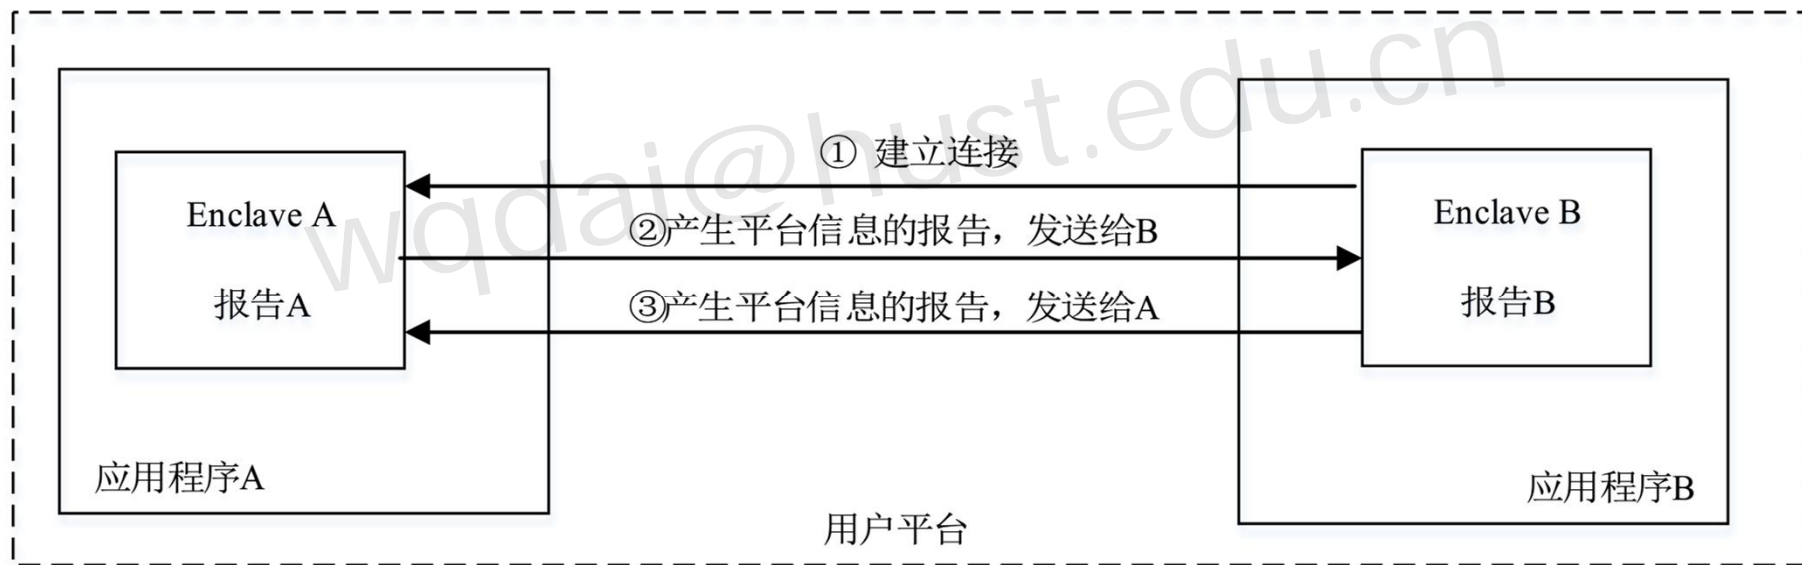 wqdai@hust.edu.cn
① 建立连接
Enclave A
②产生平台信息的报告，发送给B
Enclave B
报告A
③产生平台信息的报告，发送给A
报告B
应用程序A
应用程序B
用户平台